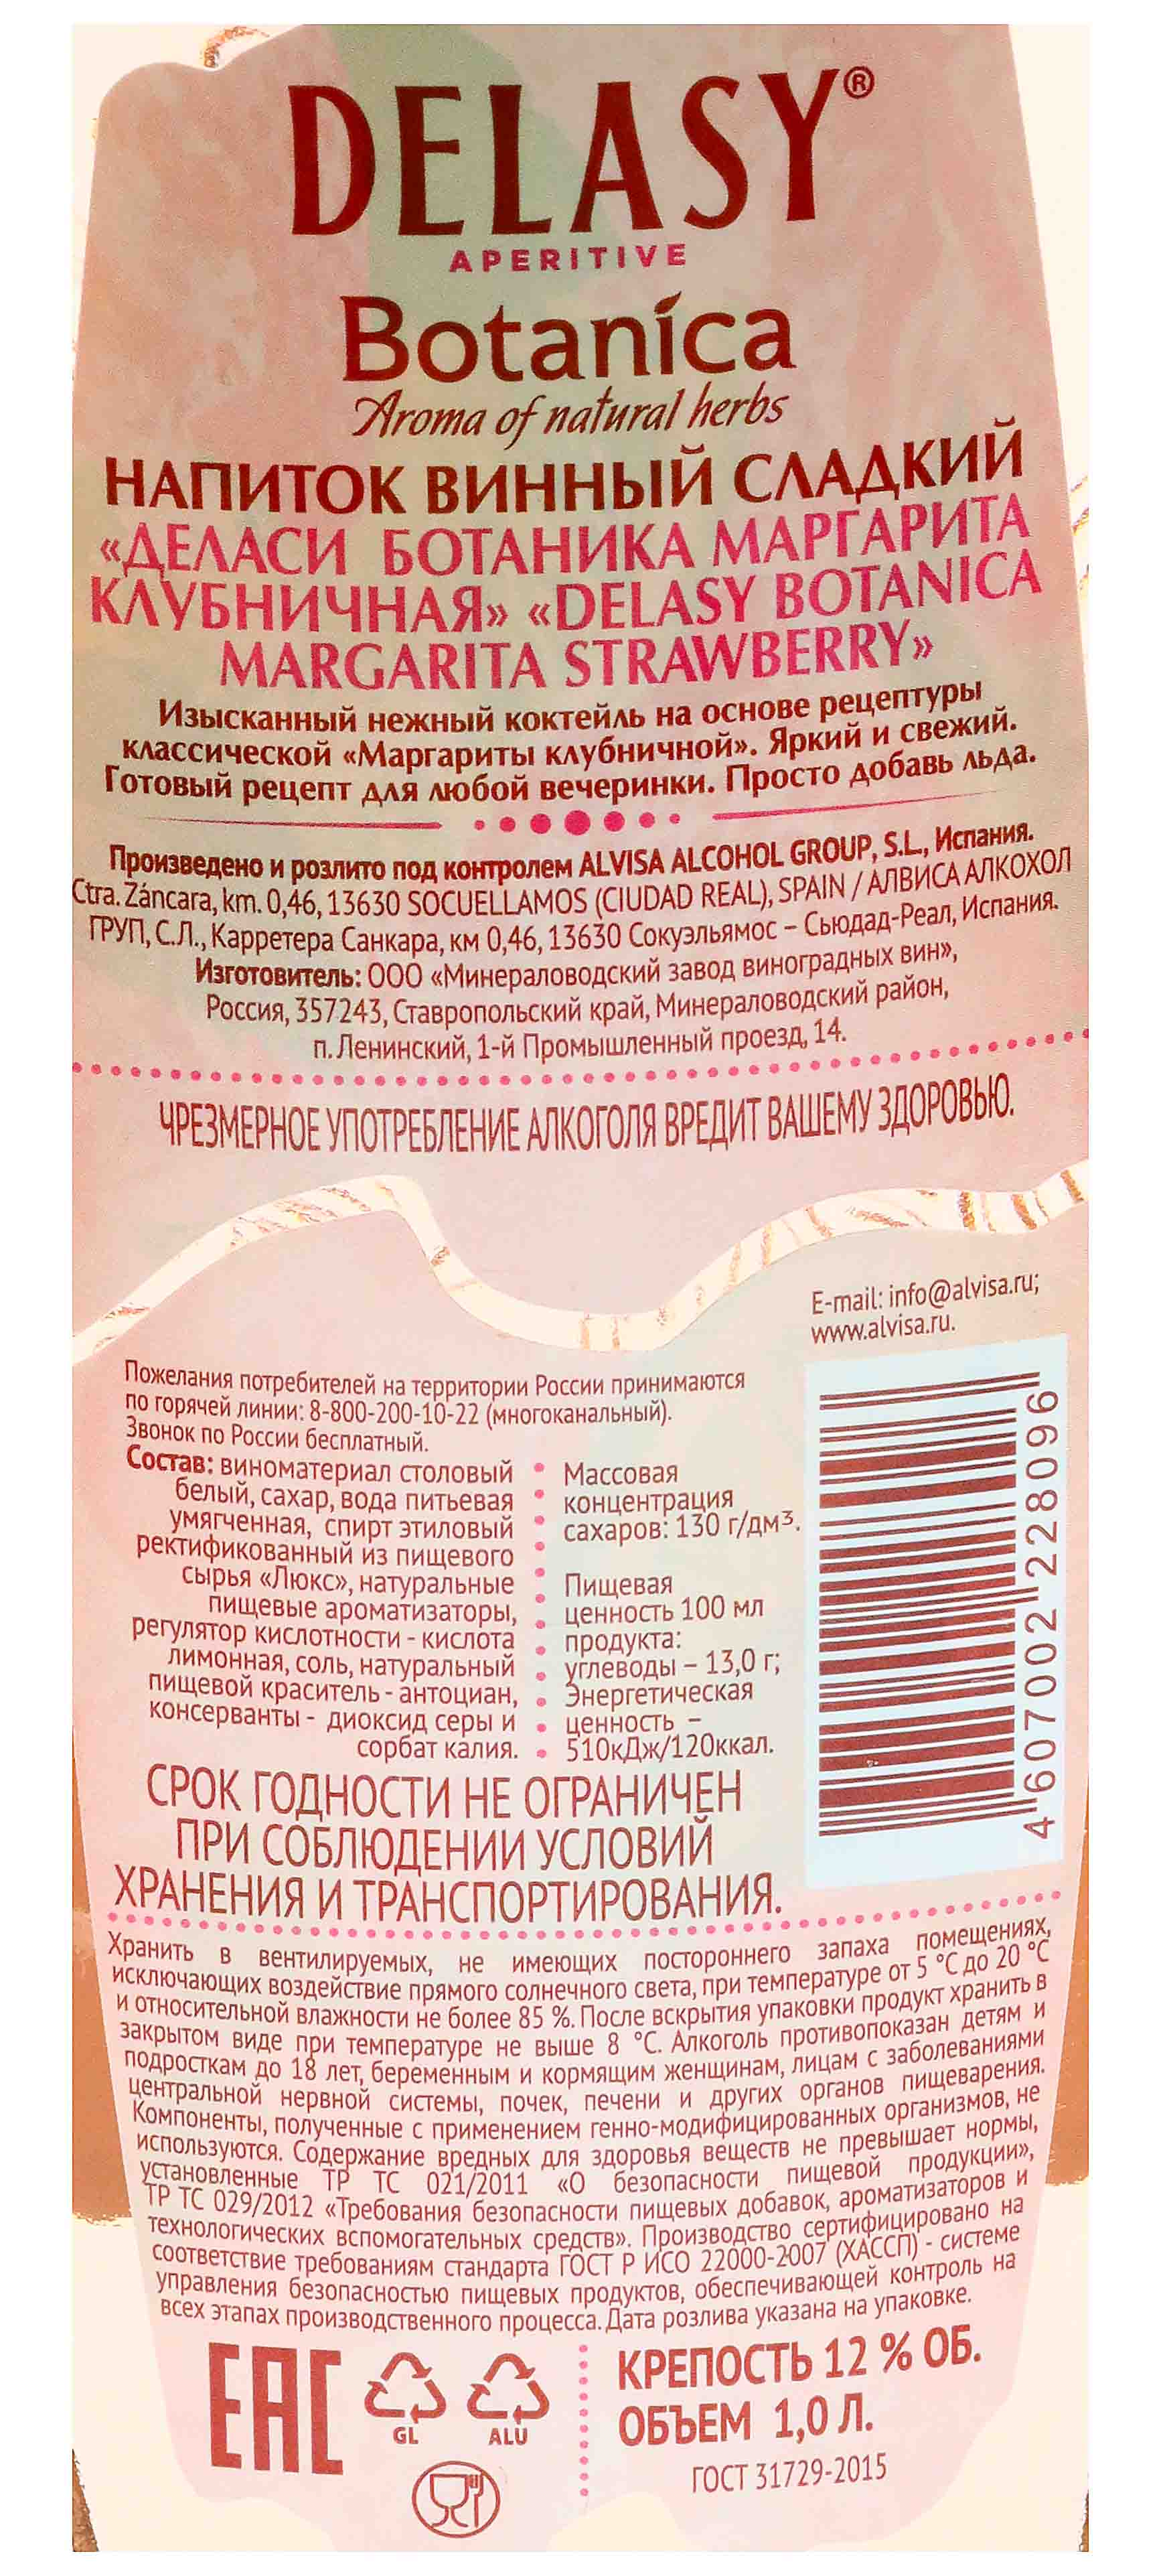 DELASY®
APERITIVE
Botanica
Aroma of natural herbs
НАПИТОК ВИННЫЙ СЛАДКИЙ
«ДЕЛАСИ БОТАНИКА МАРГАРИТА
КЛУБНИЧНАЯ» «DELASY BOTANICA
MARGARITA STRAWBERRY»
Изысканный нежный коктейль на основе рецептуры
классической «Маргариты клубничной». Яркий и свежий.
Готовый рецепт для любой вечеринки. Просто добавь льда.
Произведено и розлито под контролем ALVISA ALCOHOL GROUP, S.L., Испания.
Ctra. Záncara, km. 0,46, 13630 SOCUELLAMOS (CIUDAD REAL), SPAIN / АЛВИСА АЛКОХОЛ
ГРУП, С.Л., Карретера Санкара, км 0,46, 13630 Сокуэльямос – Сьюдад-Реал, Испания.
Изготовитель: ООО «Минераловодский завод виноградных вин»,
Россия, 357243, Ставропольский край, Минераловодский район,
п. Ленинский, 1-й Промышленный проезд, 14.
ЧРЕЗМЕРНОЕ УПОТРЕБЛЕНИЕ АЛКОГОЛЯ ВРЕДИТ ВАШЕМУ ЗДОРОВЬЮ.
E-mail: info@alvisa.ru;
www.alvisa.ru.
Пожелания потребителей на территории России принимаются
по горячей линии: 8-800-200-10-22 (многоканальный).
Звонок по России бесплатный.
Состав: виноматериал столовый
белый, сахар, вода питьевая
умягченная, спирт этиловый
ректификованный из пищевого
сырья «Люкс», натуральные
пищевые ароматизаторы,
регулятор кислотности - кислота
лимонная, соль, натуральный
пищевой краситель - антоциан,
консерванты - диоксид серы и
сорбат калия.
Массовая
концентрация
сахаров: 130 г/дм³.
Пищевая
ценность 100 мл
продукта:
углеводы – 13,0 г;
Энергетическая
ценность –
510кДж/120ккал.
4 607002 228096
СРОК ГОДНОСТИ НЕ ОГРАНИЧЕН
ПРИ СОБЛЮДЕНИИ УСЛОВИЙ
ХРАНЕНИЯ И ТРАНСПОРТИРОВАНИЯ.
Хранить в вентилируемых, не имеющих постороннего запаха помещениях,
исключающих воздействие прямого солнечного света, при температуре от 5 °С до 20 °С
и относительной влажности не более 85 %. После вскрытия упаковки продукт хранить в
закрытом виде при температуре не выше 8 °С. Алкоголь противопоказан детям и
подросткам до 18 лет, беременным и кормящим женщинам, лицам с заболеваниями
центральной нервной системы, почек, печени и других органов пищеварения.
Компоненты, полученные с применением генно-модифицированных организмов, не
используются. Содержание вредных для здоровья веществ не превышает нормы,
установленные ТР ТС 021/2011 «О безопасности пищевой продукции»,
ТР ТС 029/2012 «Требования безопасности пищевых добавок, ароматизаторов и
технологических вспомогательных средств». Производство сертифицировано на
соответствие требованиям стандарта ГОСТ Р ИСО 22000-2007 (ХАССП) - системе
управления безопасностью пищевых продуктов, обеспечивающей контроль на
всех этапах производственного процесса. Дата розлива указана на упаковке.
EAC
GL
ALU
КРЕПОСТЬ 12 % ОБ.
ОБЪЕМ 1,0 Л.
ГОСТ 31729-2015